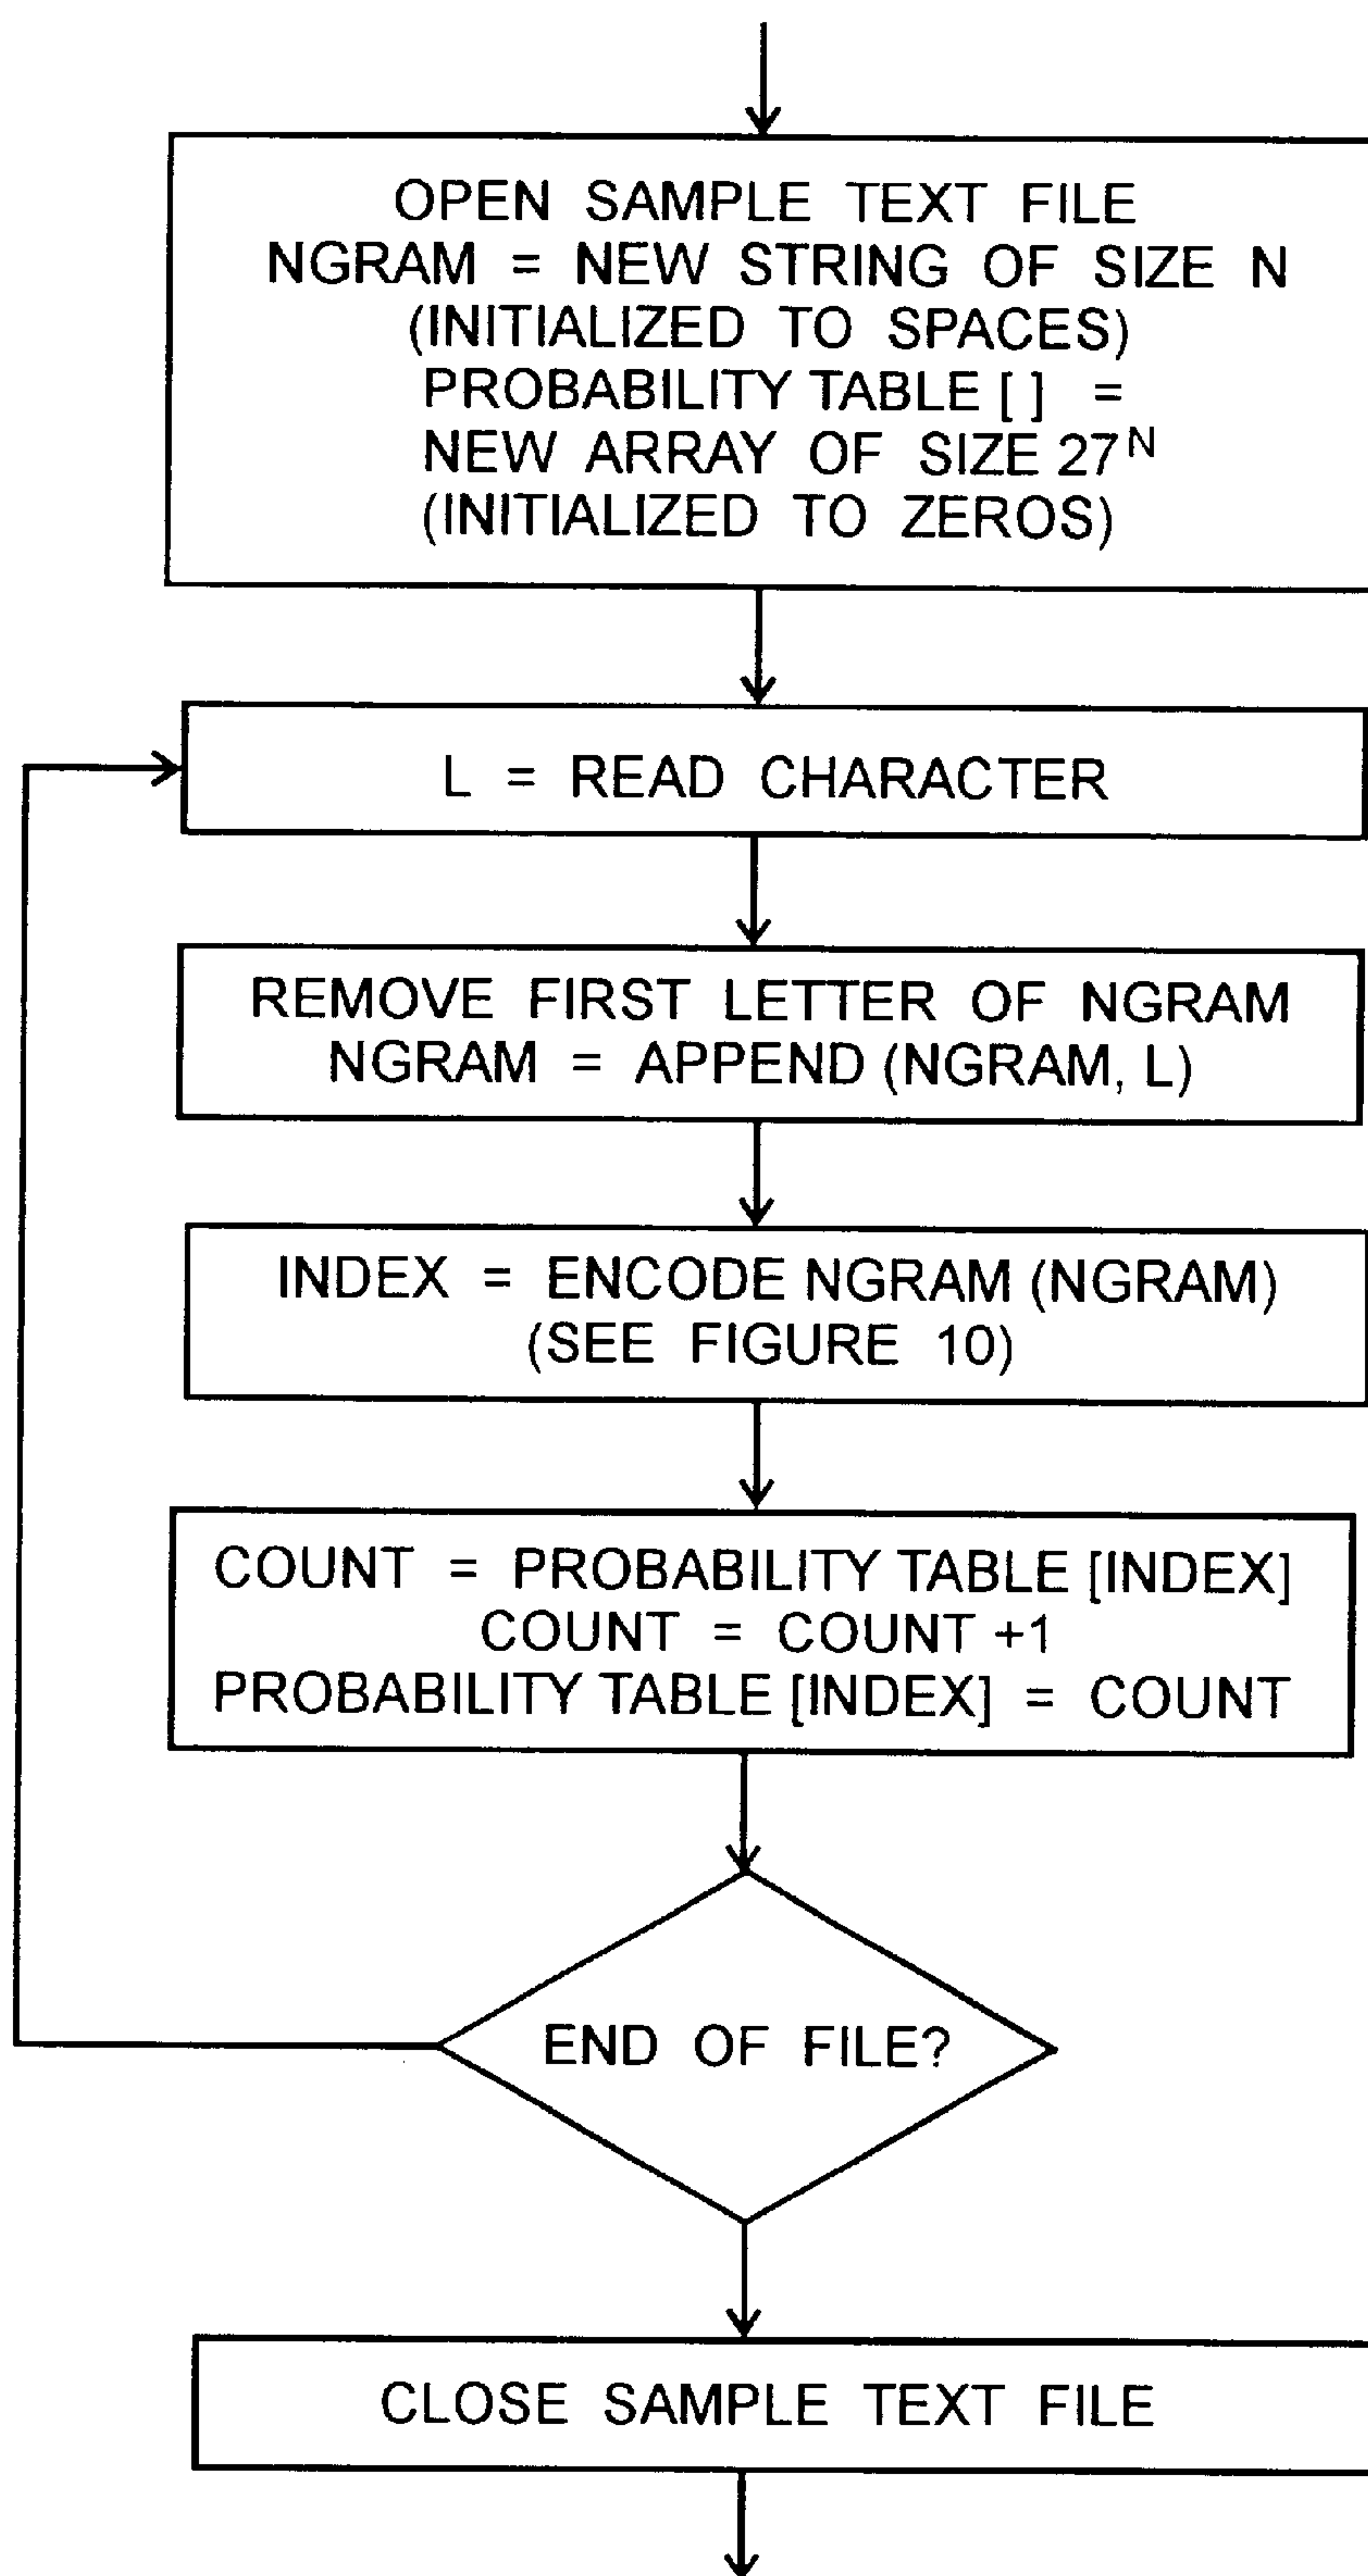 OPEN SAMPLE TEXT FILE
NGRAM = NEW STRING OF SIZE N
(INITIALIZED TO SPACES)
PROBABILITY TABLE [ ] =
NEW ARRAY OF SIZE 27^N
(INITIALIZED TO ZEROS)
L = READ CHARACTER
REMOVE FIRST LETTER OF NGRAM
NGRAM = APPEND (NGRAM, L)
INDEX = ENCODE NGRAM (NGRAM)
(SEE FIGURE 10)
COUNT = PROBABILITY TABLE [INDEX]
COUNT = COUNT +1
PROBABILITY TABLE [INDEX] = COUNT
END OF FILE?
CLOSE SAMPLE TEXT FILE